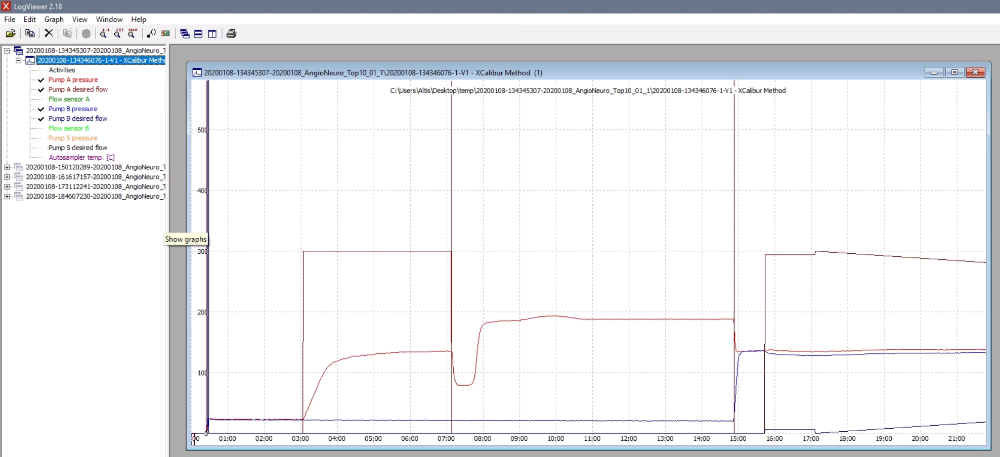 LogViewer 2.18
File Edit Graph View Window Help
1:1 FIT MAX
20200108-134345307-20200108_AngioNeuro_T
20200108-134346076-1-V1 - XCalibur Metho
Activities
Pump A pressure
Pump A desired flow
Flow sensor A
Pump B pressure
Pump B desired flow
Flow sensor B
Pump S pressure
Pump S desired flow
Autosampler temp. [C]
20200108-150120289-20200108_AngioNeuro_T
20200108-161617157-20200108_AngioNeuro_T
20200108-173112241-20200108_AngioNeuro_T
20200108-184607230-20200108_AngioNeuro_T
Show graphs
20200108-134345307-20200108_AngioNeuro_Top10_01_1\20200108-134346076-1-V1 - XCalibur Method (1)
C:\Users\Altis\Desktop\temp\20200108-134345307-20200108_AngioNeuro_Top10_01_1\20200108-134346076-1-V1 - XCalibur Method
500
400
300
200
100
0
:00 01:00 02:00 03:00 04:00 05:00 06:00 07:00 08:00 09:00 10:00 11:00 12:00 13:00 14:00 15:00 16:00 17:00 18:00 19:00 20:00 21:00